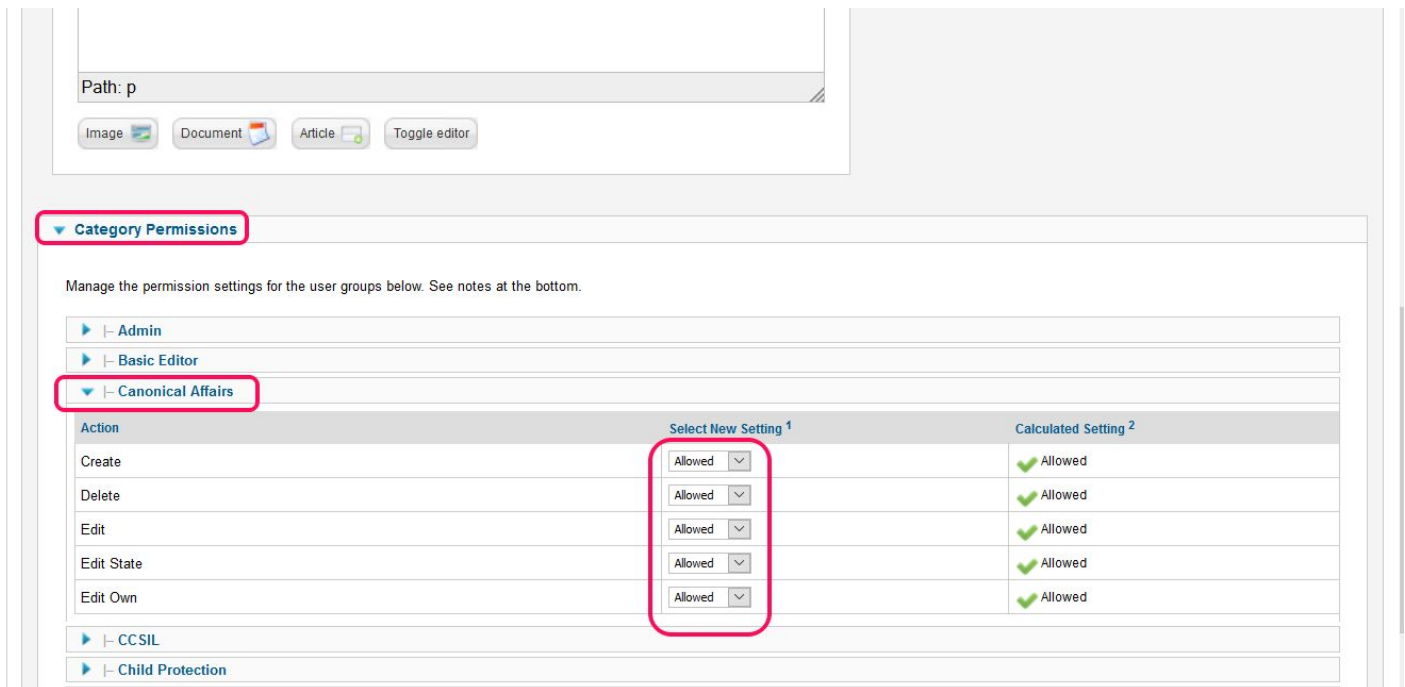 Path: p
Image Document Article Toggle editor
Category Permissions
Manage the permission settings for the user groups below. See notes at the bottom.
|– Admin
|– Basic Editor
|– Canonical Affairs
Action Select New Setting 1 Calculated Setting 2
Create Allowed Allowed
Delete Allowed Allowed
Edit Allowed Allowed
Edit State Allowed Allowed
Edit Own Allowed Allowed
|– CCSIL
|– Child Protection